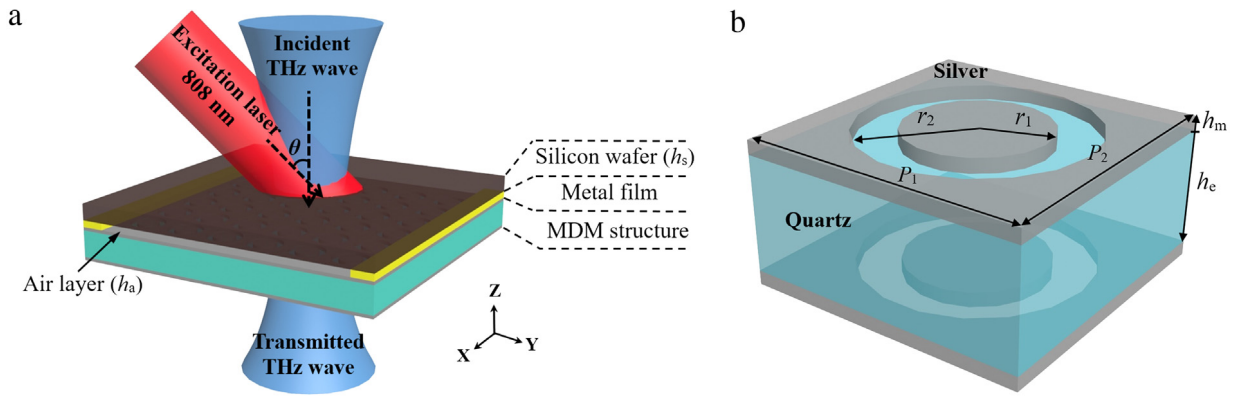 a
Excitation laser
808 nm
Incident
THz wave
θ
Silicon wafer (hs)
Metal film
MDM structure
Air layer (ha)
Transmitted
THz wave
Z
X
Y
b
Silver
r2
r1
P1
P2
hm
he
Quartz